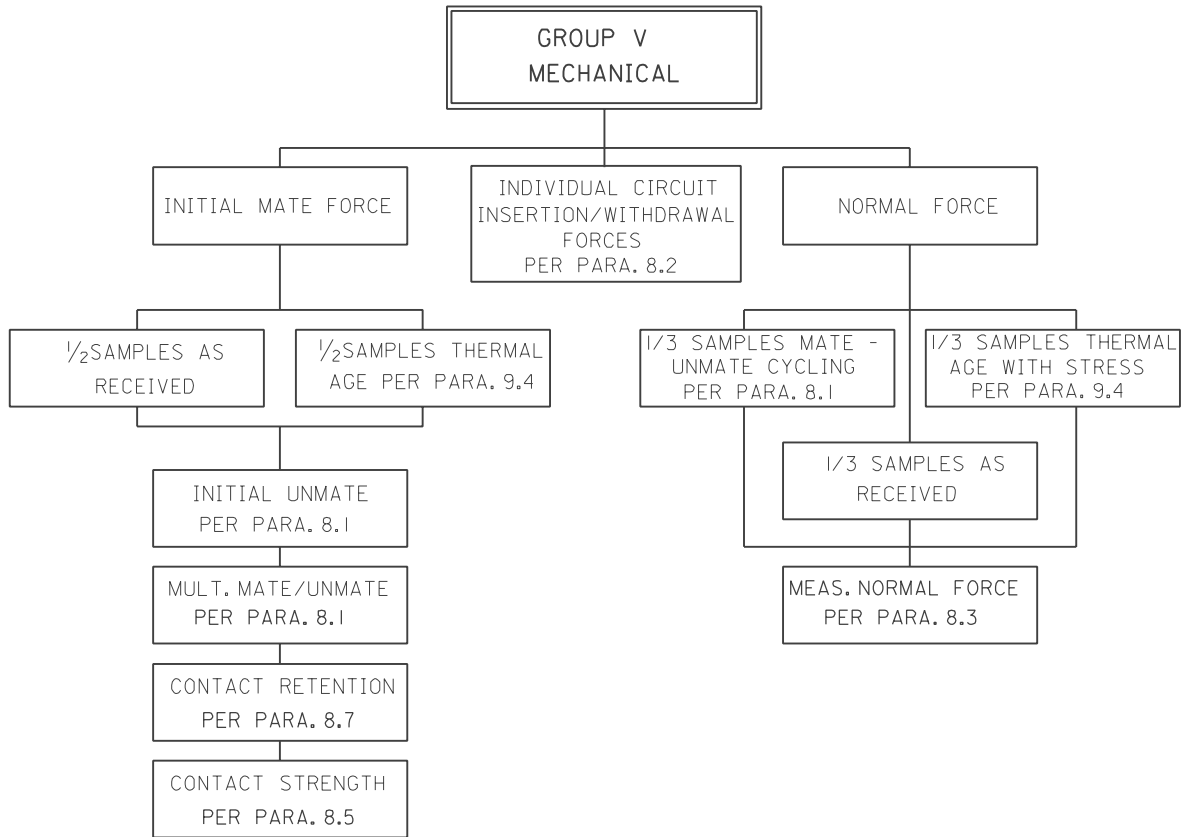 GROUP V
MECHANICAL
INITIAL MATE FORCE
INDIVIDUAL CIRCUIT
INSERTION/WITHDRAWAL
FORCES
PER PARA. 8.2
NORMAL FORCE
1/2 SAMPLES AS
RECEIVED
1/2 SAMPLES THERMAL
AGE PER PARA. 9.4
1/3 SAMPLES MATE -
UNMATE CYCLING
PER PARA. 8.1
1/3 SAMPLES THERMAL
AGE WITH STRESS
PER PARA. 9.4
1/3 SAMPLES AS
RECEIVED
INITIAL UNMATE
PER PARA. 8.1
MULT. MATE/UNMATE
PER PARA. 8.1
MEAS. NORMAL FORCE
PER PARA. 8.3
CONTACT RETENTION
PER PARA. 8.7
CONTACT STRENGTH
PER PARA. 8.5